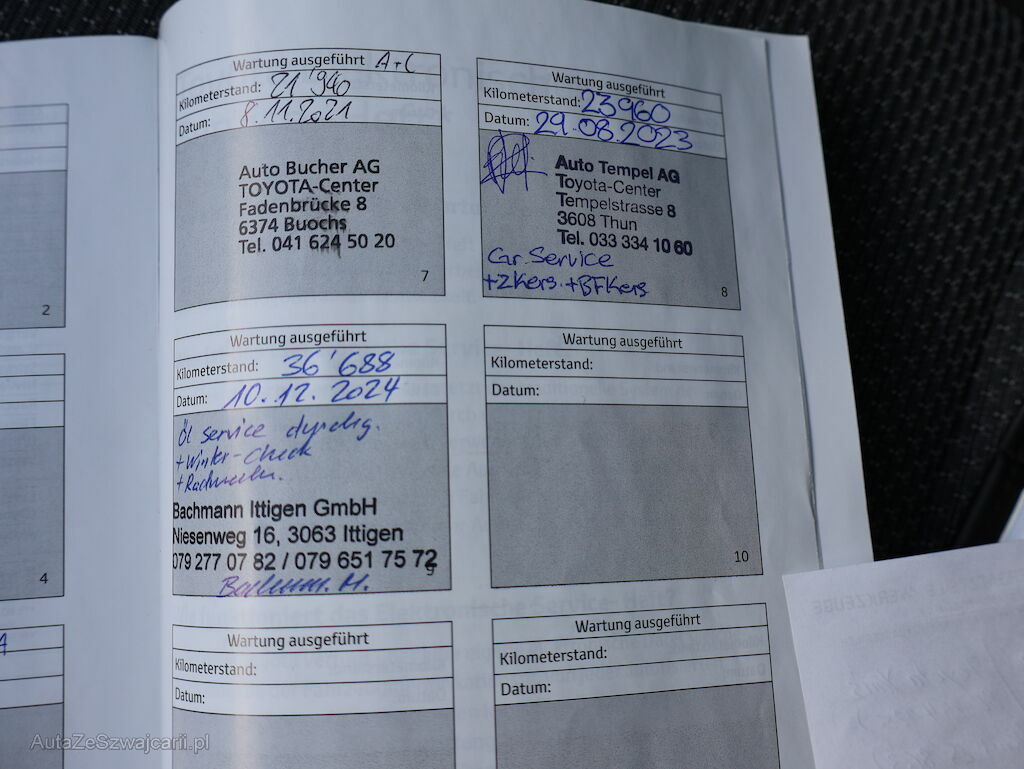 2
4
Wartung ausgeführt A+C
Kilometerstand: 21'940
Datum: 8.11.2021
Auto Bucher AG
TOYOTA-Center
Fadenbrücke 8
6374 Buochs
Tel. 041 624 50 20
7
Wartung ausgeführt
Kilometerstand: 23960
Datum: 29.08.2023
Auto Tempel AG
Toyota-Center
Tempelstrasse 8
3608 Thun
Tel. 033 334 10 60
Car Service
+ZKers. +BFKers
8
Wartung ausgeführt
Kilometerstand: 36'688
Datum: 10.12.2024
Öl service
+Winter-Check
Bachmann Ittigen GmbH
Niesenweg 16, 3063 Ittigen
079 277 07 82 / 079 651 75 72
9
Wartung ausgeführt
Kilometerstand:
Datum:
10
Wartung ausgeführt
Kilometerstand:
Datum:
Wartung ausgeführt
Kilometerstand:
Datum:
AutaZeSzwajcarii.pl